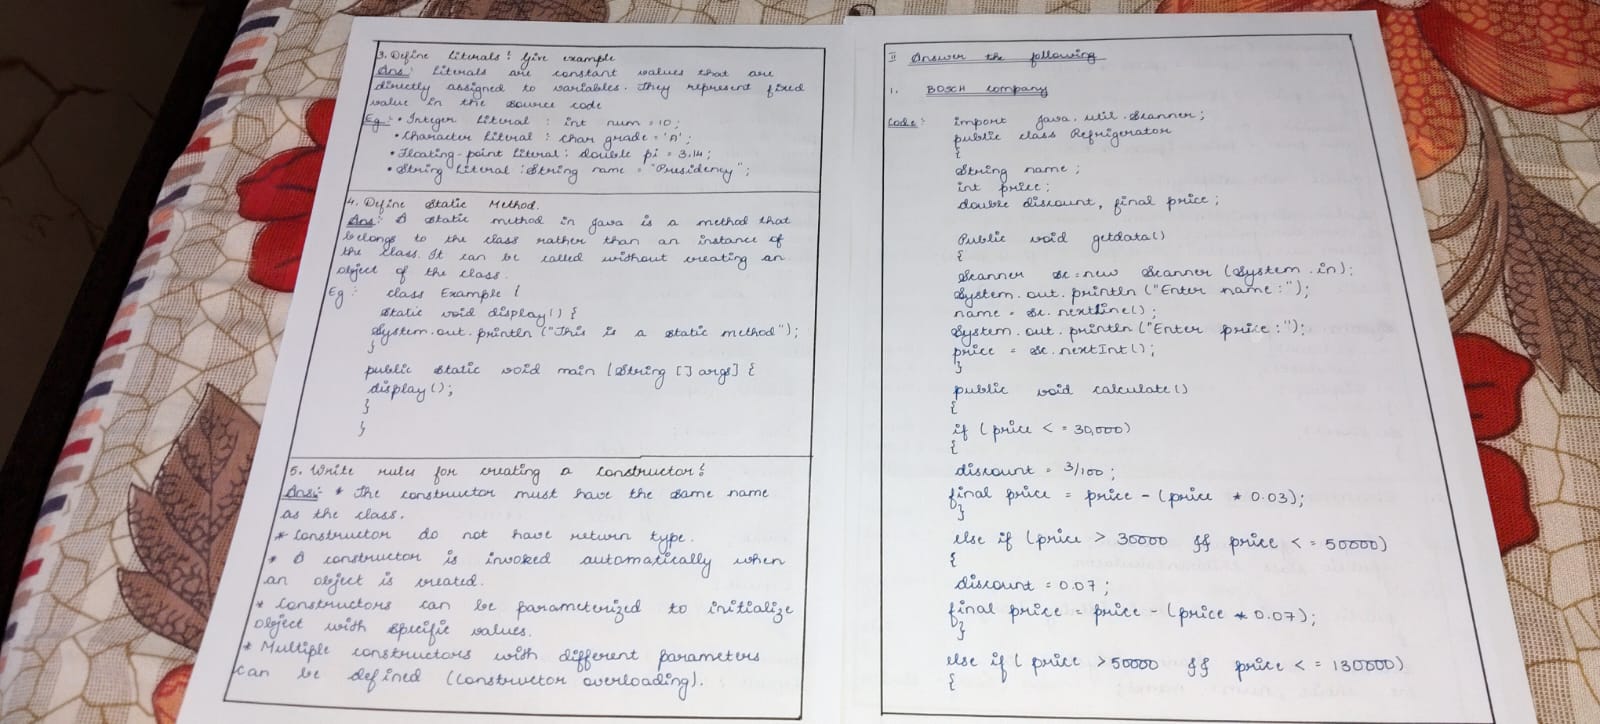 3. Define Literals? Give example
Ans: Literals are constant values that are
directly assigned to variables. They represent fixed
value in the source code
Eg:- • Integer Literal : int num = 10;
• Character literal : char grade = 'A';
• Floating-point literal : double pi = 3.14;
• String Literal : String name = "Presidency";
4. Define Static Method.
Ans:- A static method in java is a method that
belongs to the class rather than an instance of
the class. It can be called without creating an
object of the class.
Eg: class Example {
static void display() {
System.out.println ("This is a static method");
}
public static void main (String [] args) {
display();
}
}
5. Write rules for creating a constructor?
Ans:- * The constructor must have the same name
as the class.
* Constructor do not have return type.
* A constructor is invoked automatically when
an object is created.
* Constructors can be parameterized to initialize
object with specific values.
* Multiple constructors with different parameters
can be defined (constructor overloading).
II Answer the following
1. BOSCH company
Code: import java.util.Scanner;
public class Refrigerator
{
String name;
int price;
double discount, final price;
Public void getdata()
{
Scanner sc=new Scanner (System.in);
System.out.println ("Enter name:");
name = sc.nextline();
System.out.println ("Enter price:");
price = sc.nextInt();
}
public void calculate()
{
if (price <= 30,000)
{
discount = 3/100;
final price = price - (price * 0.03);
}
else if (price > 30000 && price <= 50000)
{
discount = 0.07;
final price = price - (price * 0.07);
}
else if ( price > 50000 && price <= 130000)
{